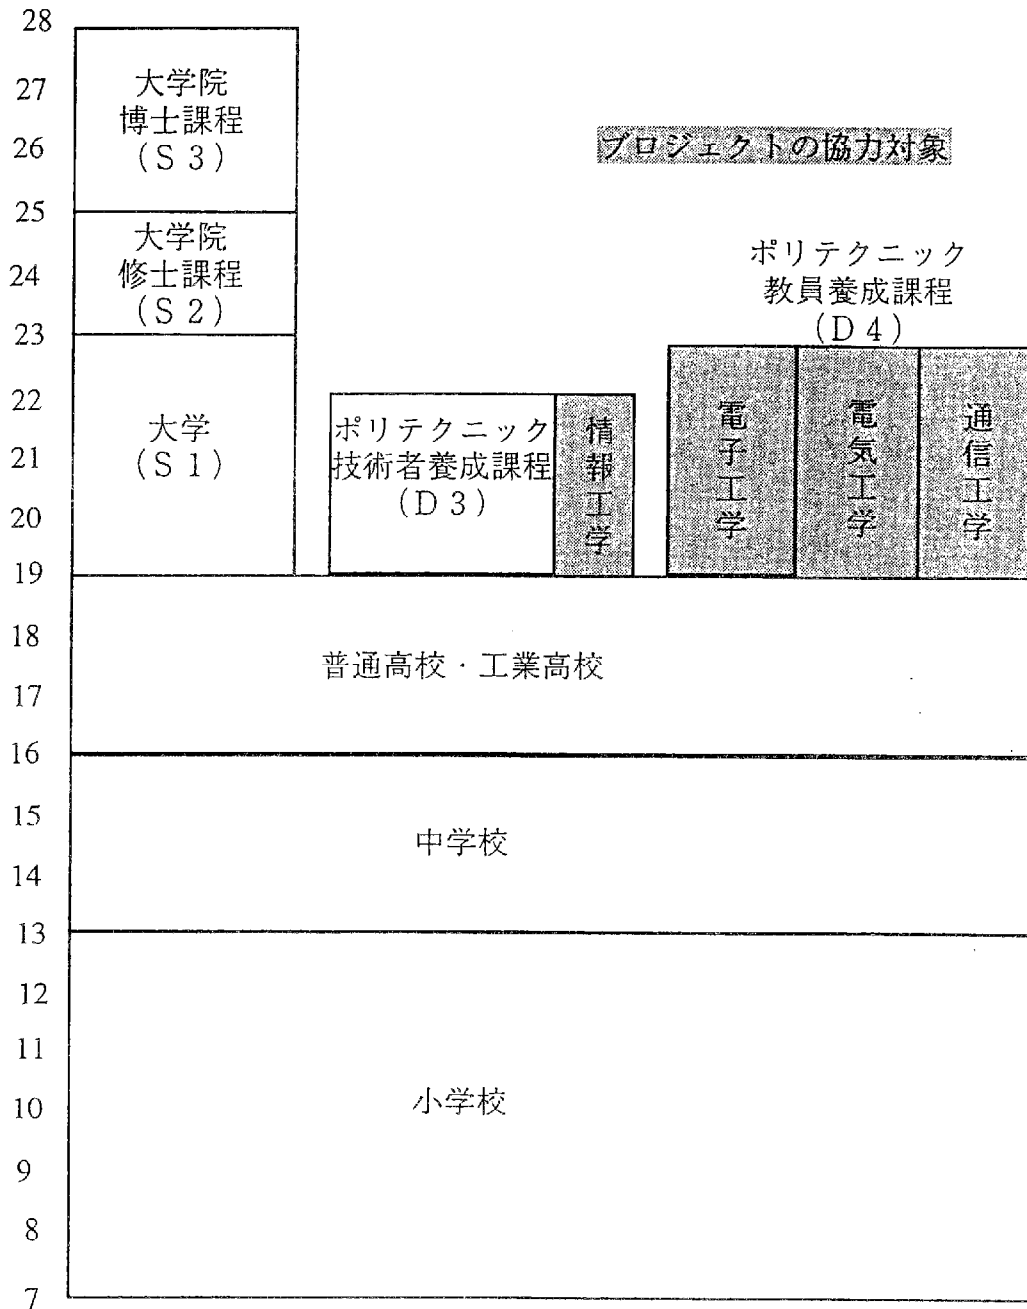 28
27
26
25
24
23
22
21
20
19
18
17
16
15
14
13
12
11
10
9
8
7
大学院
博士課程
(S3)
大学院
修士課程
(S2)
大学
(S1)
プロジェクトの協力対象
ポリテクニック
技術者養成課程
(D3)
情報工学
ポリテクニック
教員養成課程
(D4)
電子工学
電気工学
通信工学
普通高校・工業高校
中学校
小学校